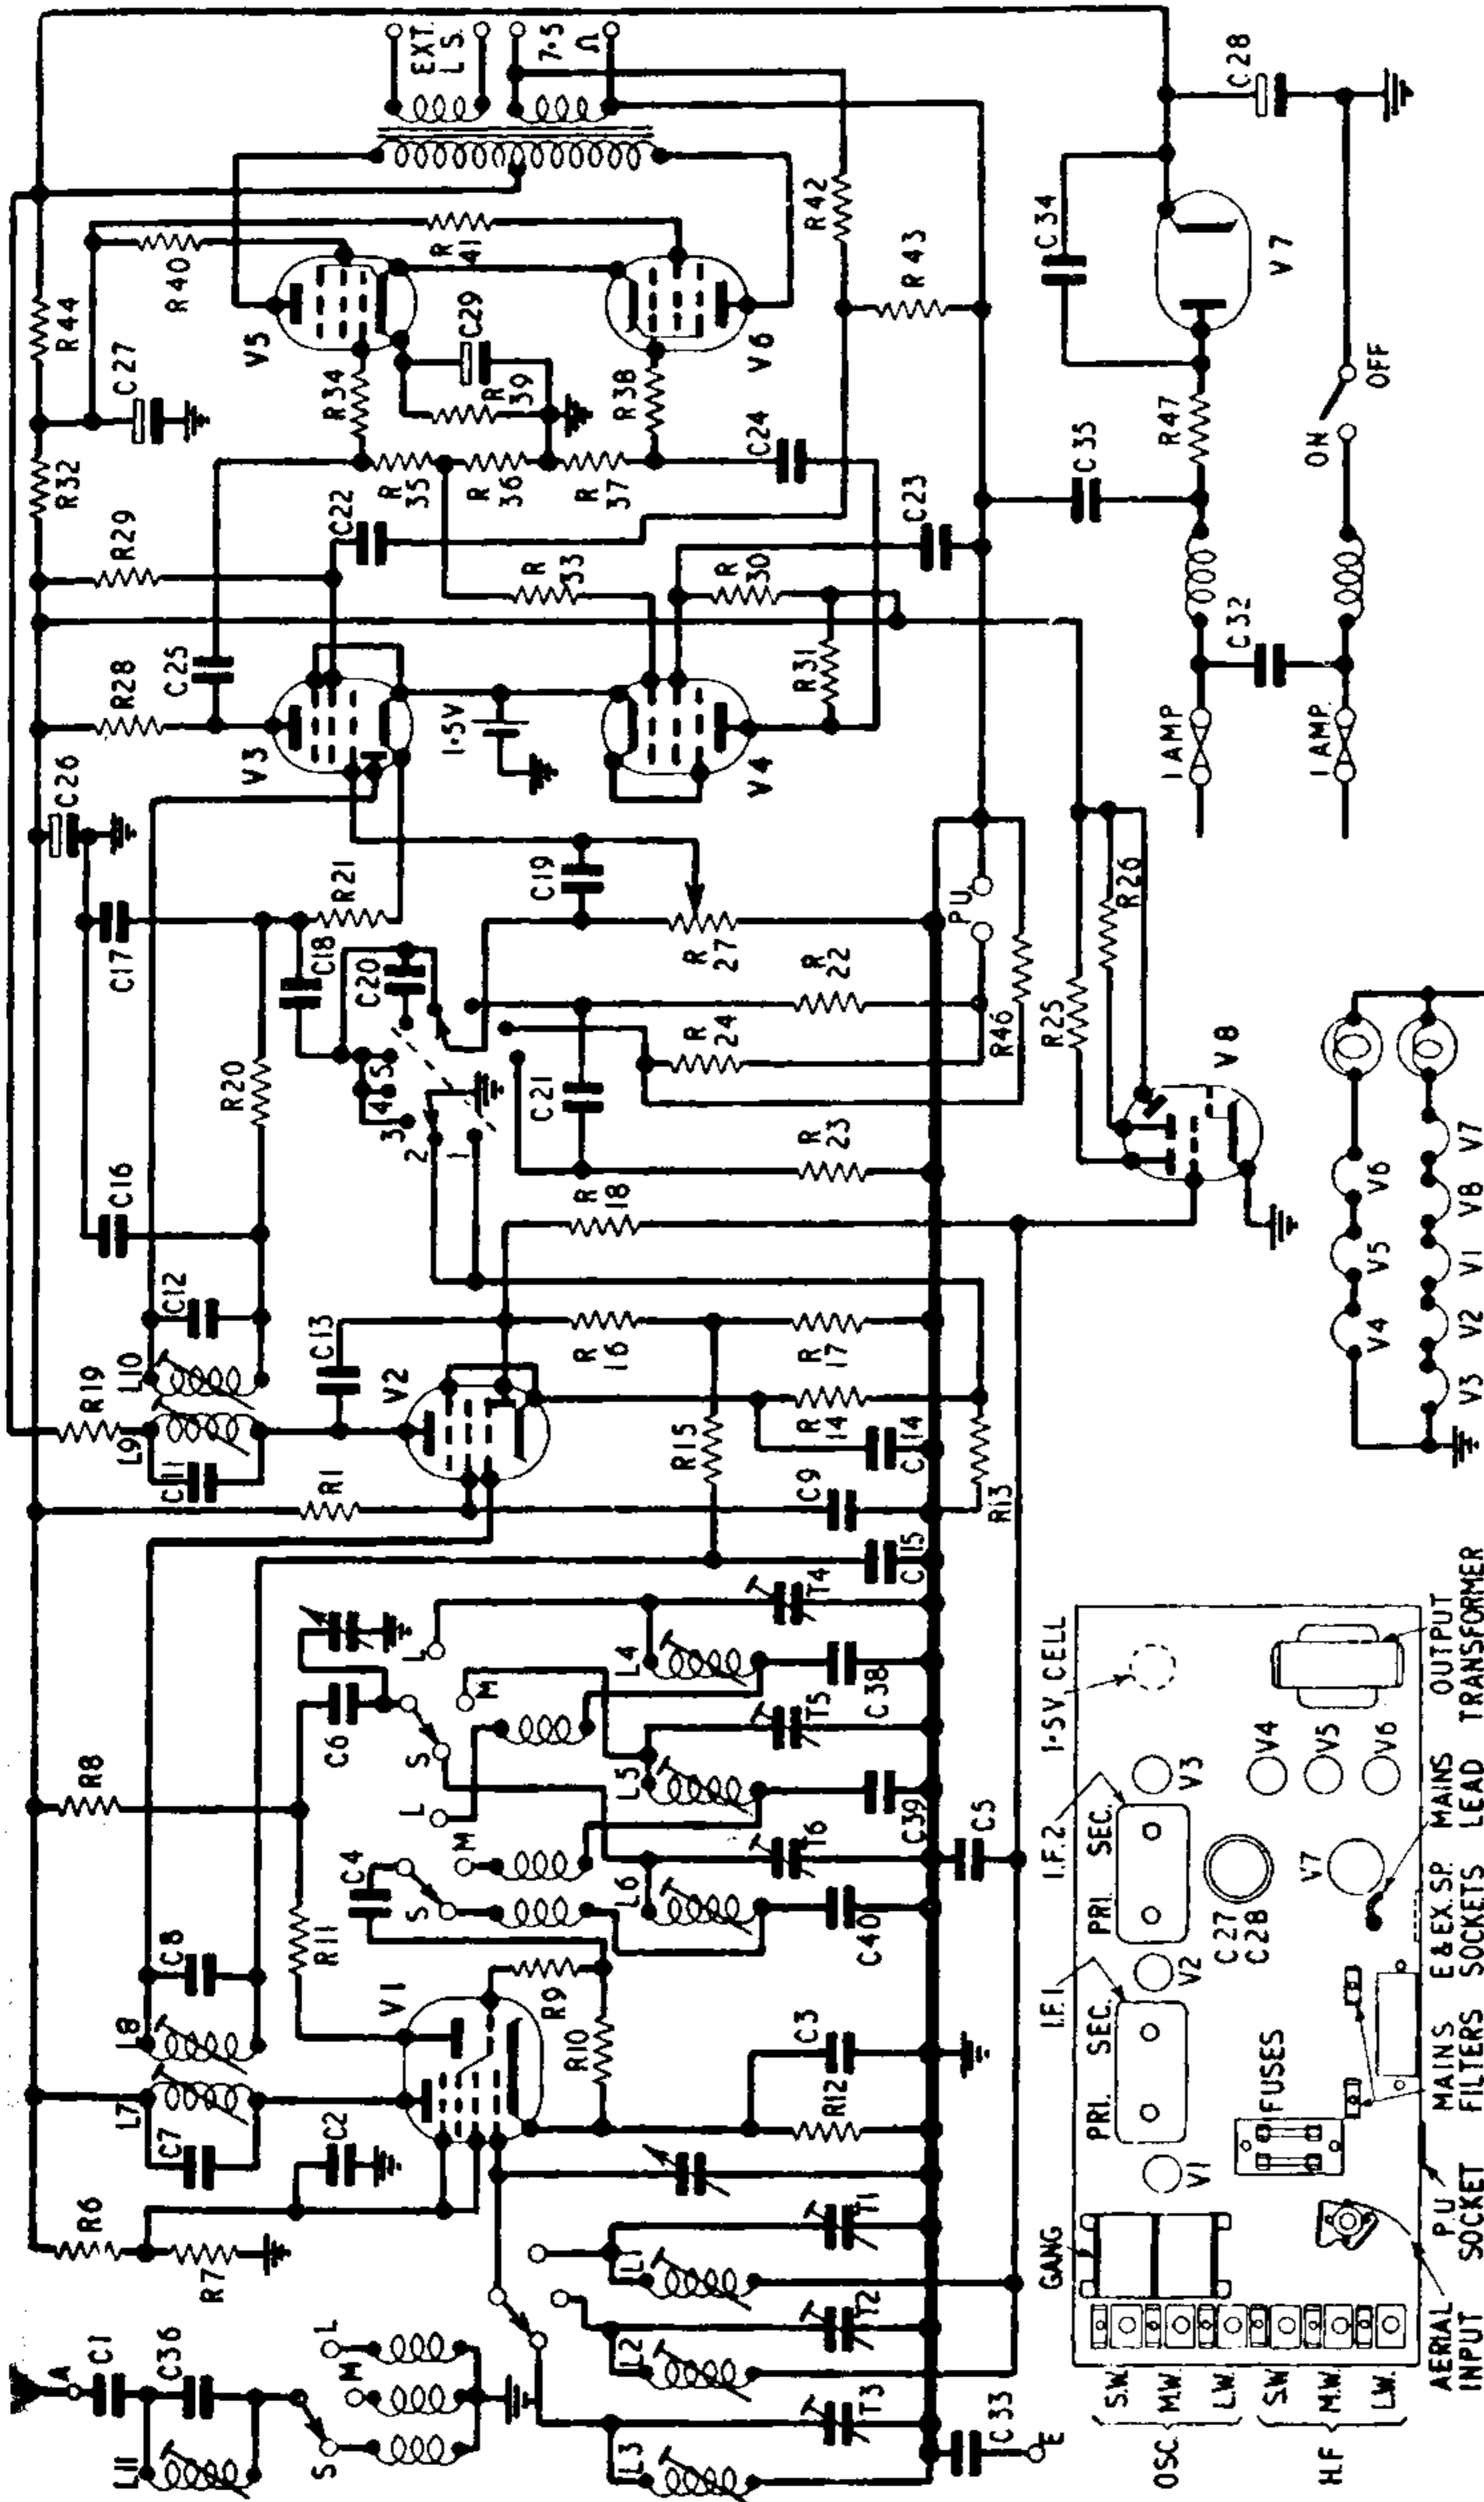 A
C1
C36
L11
S
M
L
R6
R7
L7
C7
L8
C8
C2
V1
R8
R11
C4
S
M
L
C6
S
M
L
R9
R10
R12
C3
L1
T1
L2
T2
L3
T3
C33
E
L6
T6
C40
L5
T5
C39
L4
T4
C38
C5
R19
L9
C11
L10
C12
C13
R1
V2
C16
R20
C17
C26
C18
R21
C20
5
4
3
2
1
R16
R17
R14
R15
C14
C9
C15
R13
R18
R23
C21
R24
R22
R27
C19
PU
R46
R25
R26
V8
V3
R28
C25
R29
R32
1·5V
V4
R33
R30
R31
C22
C23
C24
R44
C27
R40
V5
R34
R35
R36
R37
R38
R39
C29
R41
V6
R42
R43
EXT.
L.S.
7·5
Ω
C34
C28
V7
R47
C35
C32
ON
OFF
1 AMP
1 AMP
V4
V5
V6
V3
V2
V1
V8
V7
GANG
I.F.1
I.F.2
1·5V CELL
PRI. SEC.
PRI. SEC.
V1
V2
V3
V4
V5
V6
V7
C27
C28
FUSES
OSC.
S.W.
M.W.
L.W.
H.F.
S.W.
M.W.
L.W.
AERIAL
INPUT
P.U.
SOCKET
MAINS
FILTERS
E & EX.SP.
SOCKETS
MAINS
LEAD
OUTPUT
TRANSFORMER